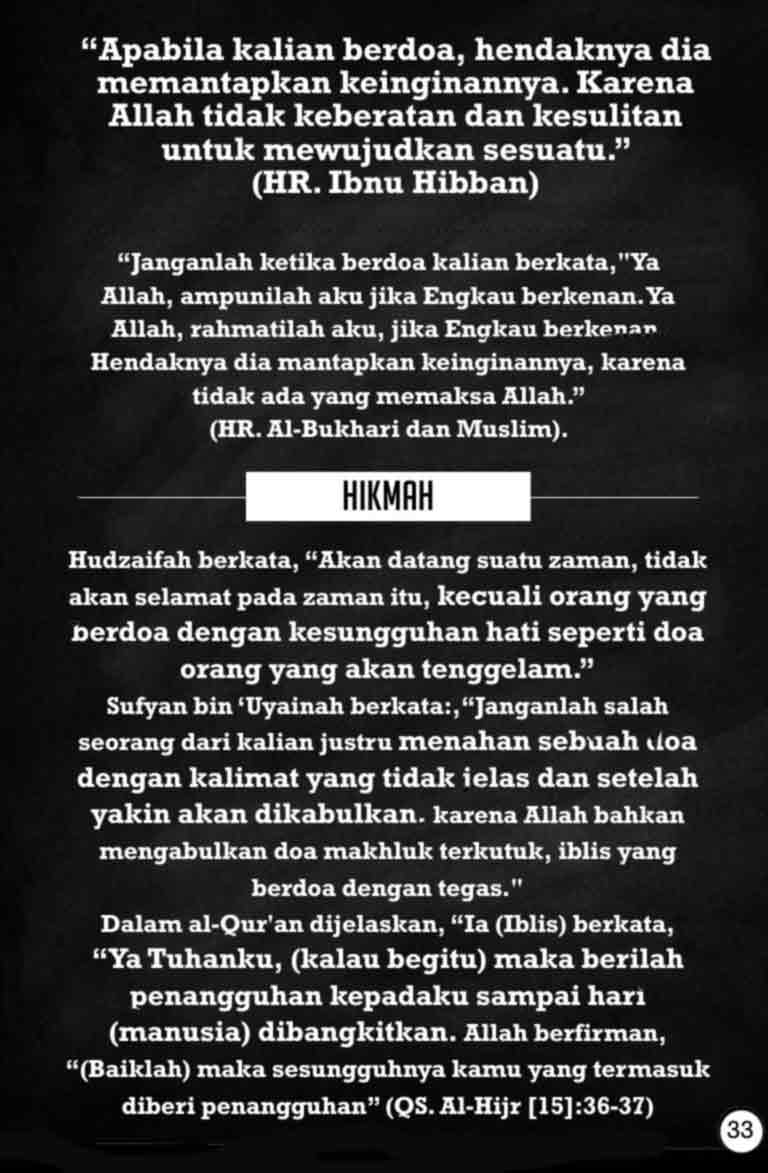 “Apabila kalian berdoa, hendaknya dia
memantapkan keinginannya. Karena
Allah tidak keberatan dan kesulitan
untuk mewujudkan sesuatu.”
(HR. Ibnu Hibban)
“Janganlah ketika berdoa kalian berkata,"Ya
Allah, ampunilah aku jika Engkau berkenan.Ya
Allah, rahmatilah aku, jika Engkau berkenan
Hendaknya dia mantapkan keinginannya, karena
tidak ada yang memaksa Allah.”
(HR. Al-Bukhari dan Muslim).
HIKMAH
Hudzaifah berkata, “Akan datang suatu zaman, tidak
akan selamat pada zaman itu, kecuali orang yang
berdoa dengan kesungguhan hati seperti doa
orang yang akan tenggelam.”
Sufyan bin ‘Uyainah berkata:,“Janganlah salah
seorang dari kalian justru menahan sebuah doa
dengan kalimat yang tidak jelas dan setelah
yakin akan dikabulkan. karena Allah bahkan
mengabulkan doa makhluk terkutuk, iblis yang
berdoa dengan tegas."
Dalam al-Qur'an dijelaskan, “Ia (Iblis) berkata,
“Ya Tuhanku, (kalau begitu) maka berilah
penangguhan kepadaku sampai hari
(manusia) dibangkitkan. Allah berfirman,
“(Baiklah) maka sesungguhnya kamu yang termasuk
diberi penangguhan” (QS. Al-Hijr [15]:36-37)
33